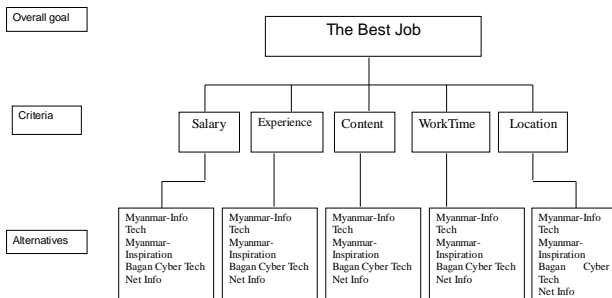 Overall goal
The Best Job
Criteria
Salary
Experience
Content
WorkTime
Location
Alternatives
Myanmar-Info
Tech
Myanmar-
Inspiration
Bagan Cyber Tech
Net Info
Myanmar-Info
Tech
Myanmar-
Inspiration
Bagan Cyber Tech
Net Info
Myanmar-Info
Tech
Myanmar-
Inspiration
Bagan Cyber Tech
Net Info
Myanmar-Info
Tech
Myanmar-
Inspiration
Bagan Cyber Tech
Net Info
Myanmar-Info
Tech
Myanmar-
Inspiration
Bagan Cyber
Tech
Net Info